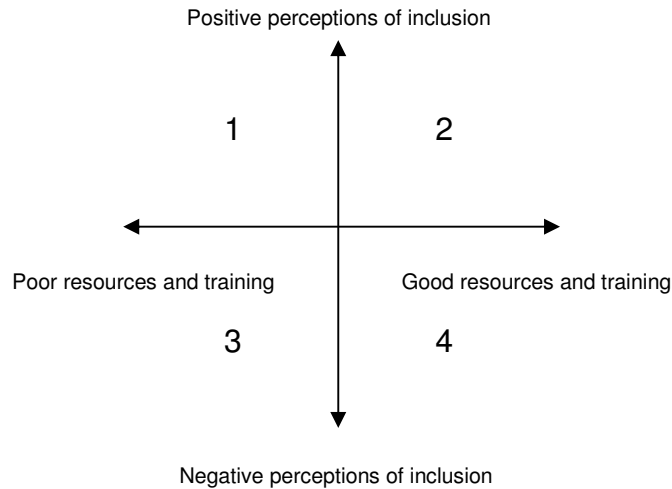 Positive perceptions of inclusion
1 2
Poor resources and training Good resources and training
3 4
Negative perceptions of inclusion